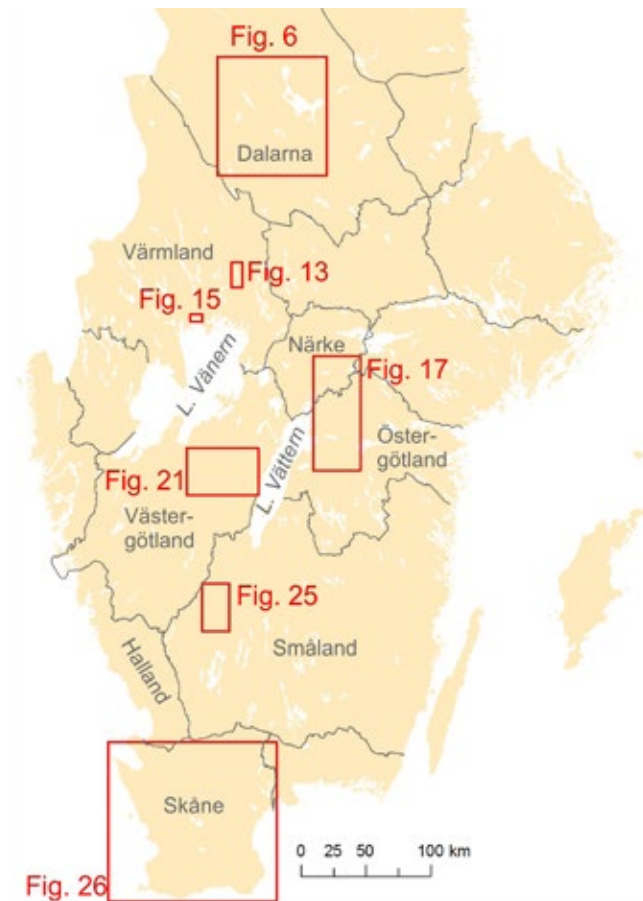 Fig. 6
Dalarna
Värmland
Fig. 13
Fig. 15
Närke
Fig. 17
L. Vänern
Öster-
götland
L. Vättern
Fig. 21
Väster-
götland
Fig. 25
Småland
Halland
Skåne
0 25 50 100 km
Fig. 26